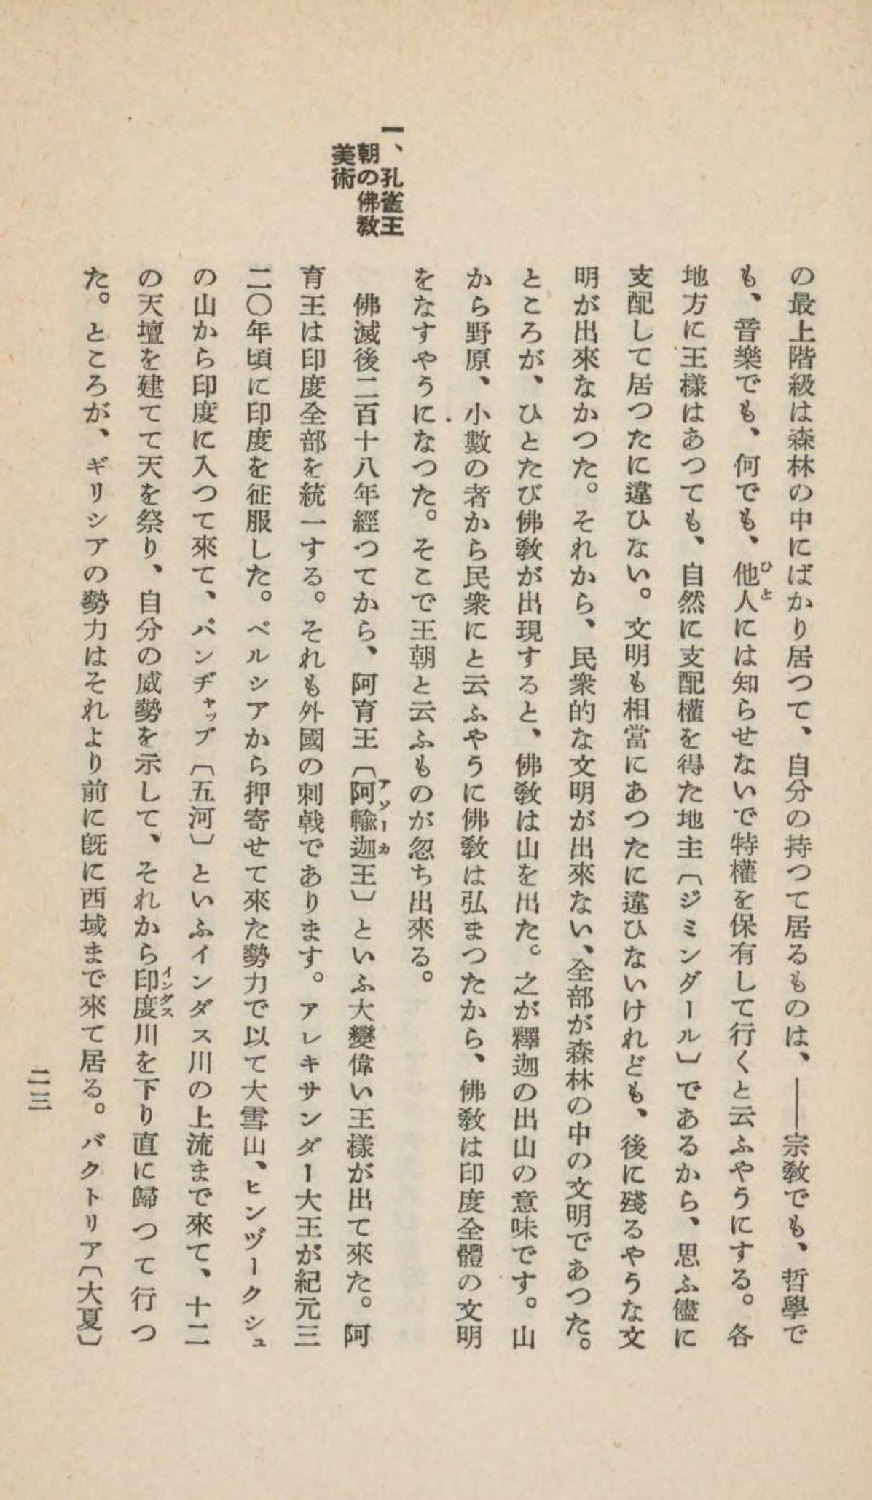 の最上階級は森林の中にばかり居つて、自分の持つて居るものは、——宗敎でも、哲學で
も、音樂でも、何でも、他人には知らせないで特權を保有して行くと云ふやうにする。各
ひと
地方に王樣はあつても、自然に支配權を得た地主〔ジミンダール〕であるから、思ふ儘に
支配して居つたに違ひない。文明も相當にあつたに違ひないけれども、後に殘るやうな文
明が出來なかつた。それから、民衆的な文明が出來ない、全部が森林の中の文明であつた。
ところが、ひとたび佛敎が出現すると、佛敎は山を出た。之が釋迦の出山の意味です。山
から野原、小數の者から民衆にと云ふやうに佛敎は弘まつたから、佛敎は印度全體の文明
をなすやうになつた。そこで王朝と云ふものが忽ち出來る。
一、孔雀王
朝の佛敎
美術
佛滅後二百十八年經つてから、阿育王〔阿輸迦王〕といふ大變偉い王樣が出て來た。阿
アソーカ
育王は印度全部を統一する。それも外國の刺戟であります。アレキサンダー大王が紀元三
二〇年頃に印度を征服した。ペルシアから押寄せて來た勢力で以て大雪山、ヒンヅークシュ
の山から印度に入つて來て、パンヂャップ〔五河〕といふインダス川の上流まで來て、十二
の天壇を建てて天を祭り、自分の威勢を示して、それから印度川を下り直に歸つて行つ
インダス
た。ところが、ギリシアの勢力はそれより前に旣に西域まで來て居る。バクトリア〔大夏〕
二三